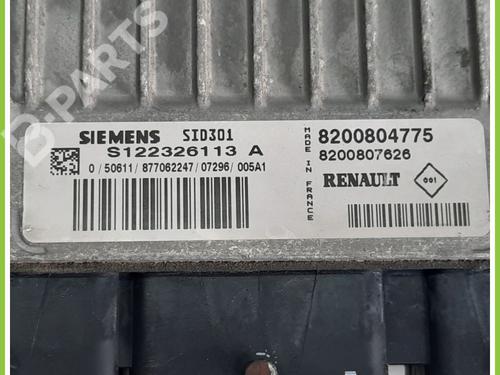 B-PARTS
SIEMENS SID301
S122326113 A
0 / 50611 / 877062247 / 07296 / 005A1
MADE IN FRANCE
8200804775
8200807626
RENAULT
001